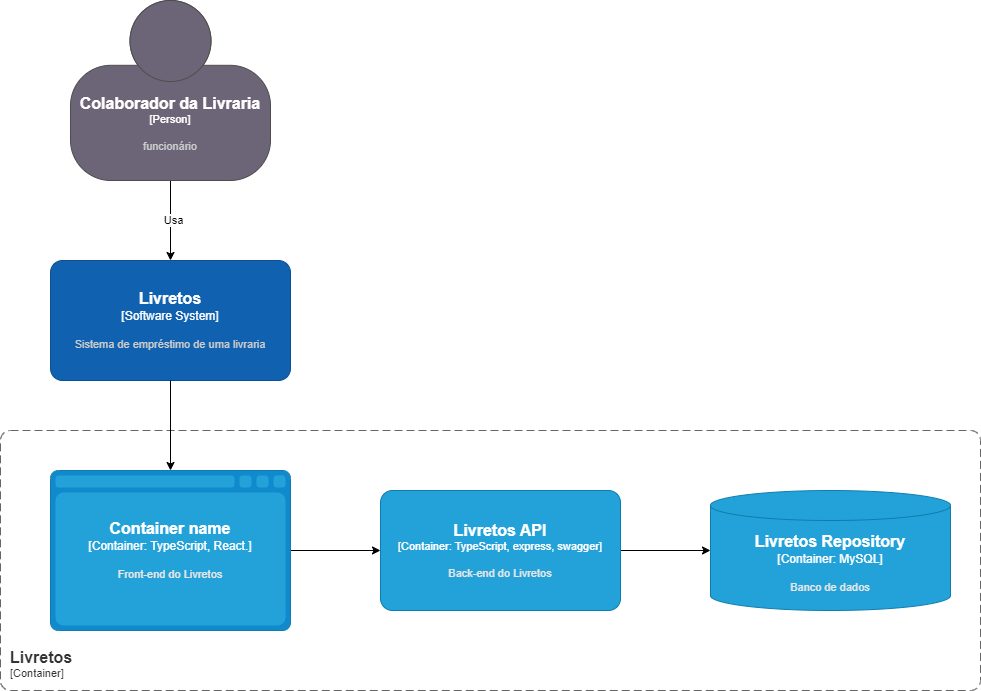 Colaborador da Livraria
[Person]
funcionário
Usa
Livretos
[Software System]
Sistema de empréstimo de uma livraria
Container name
[Container: TypeScript, React.]
Front-end do Livretos
Livretos API
[Container: TypeScript, express, swagger]
Back-end do Livretos
Livretos Repository
[Container: MySQL]
Banco de dados
Livretos
[Container]